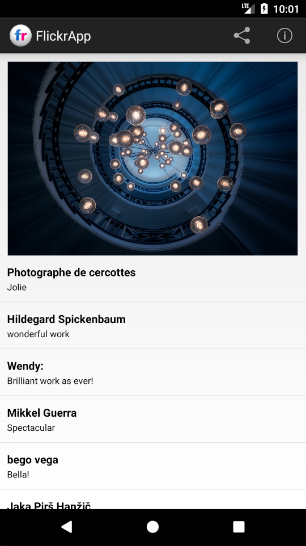 LTE 10:01
fr FlickrApp
Photographe de cercottes
Jolie
Hildegard Spickenbaum
wonderful work
Wendy:
Brilliant work as ever!
Mikkel Guerra
Spectacular
bego vega
Bella!
Jaka Pirš Hanžič